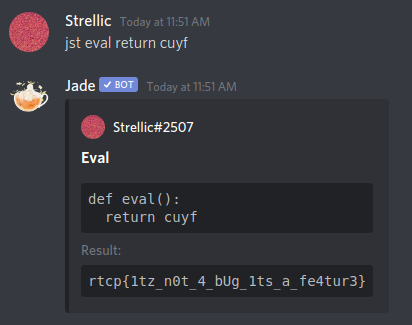 Strellic Today at 11:51 AM
jst eval return cuyf
Jade ✓ BOT Today at 11:51 AM
Strellic#2507
Eval
def eval():
  return cuyf
Result:
rtcp{1tz_n0t_4_bUg_1ts_a_fe4tur3}